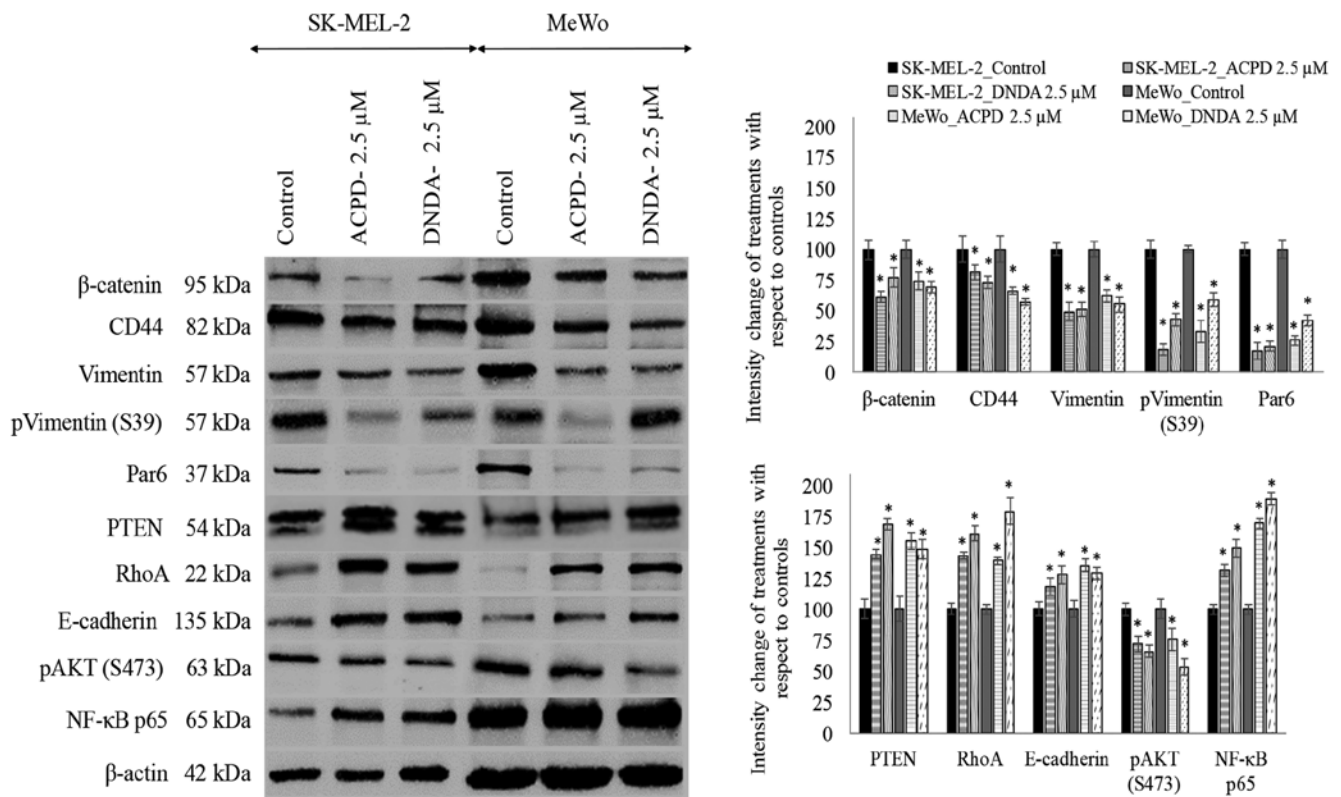 SK-MEL-2 MeWo
Control
ACPD- 2.5 µM
DNDA- 2.5 µM
Control
ACPD- 2.5 µM
DNDA- 2.5 µM
β-catenin 95 kDa
CD44 82 kDa
Vimentin 57 kDa
pVimentin (S39) 57 kDa
Par6 37 kDa
PTEN 54 kDa
RhoA 22 kDa
E-cadherin 135 kDa
pAKT (S473) 63 kDa
NF-κB p65 65 kDa
β-actin 42 kDa
SK-MEL-2_Control SK-MEL-2_ACPD 2.5 µM
SK-MEL-2_DNDA 2.5 µM MeWo_Control
MeWo_ACPD 2.5 µM MeWo_DNDA 2.5 µM
Intensity change of treatments with
respect to controls
200
175
150
125
100
75
50
25
0
* * * *
* * * *
* * * *
* * * *
* * * *
β-catenin CD44 Vimentin pVimentin Par6
(S39)
Intensity change of treatments with
respect to controls
200
175
150
125
100
75
50
25
0
* * * *
* * * *
* * * *
* * * *
* * * *
PTEN RhoA E-cadherin pAKT NF-κB
(S473) p65